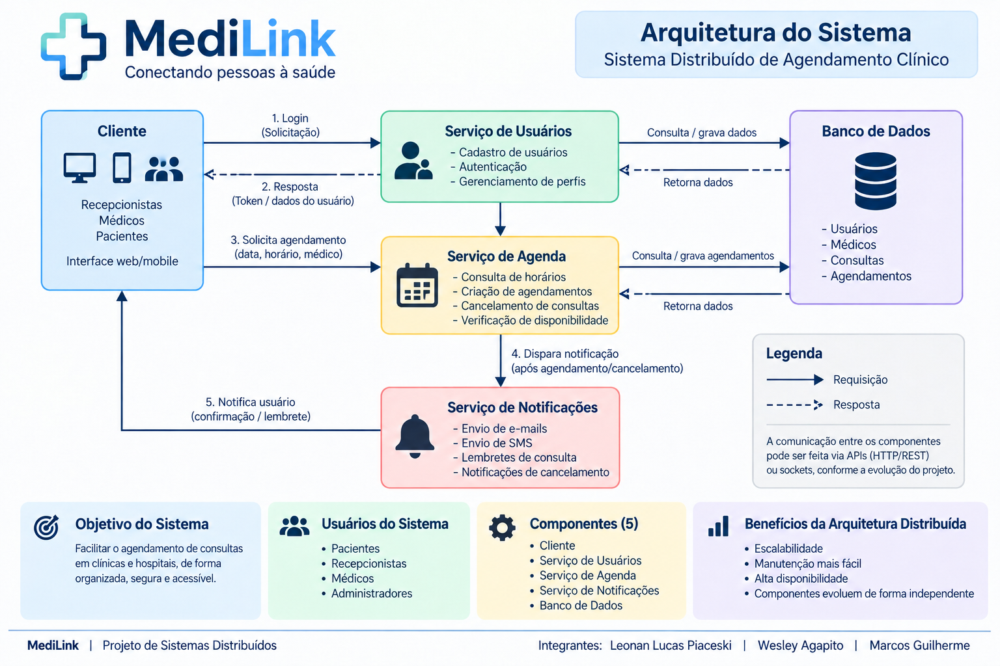 MediLink
Conectando pessoas à saúde
Arquitetura do Sistema
Sistema Distribuído de Agendamento Clínico
Cliente
Recepcionistas
Médicos
Pacientes
Interface web/mobile
1. Login
(Solicitação)
2. Resposta
(Token / dados do usuário)
3. Solicita agendamento
(data, horário, médico)
Serviço de Usuários
- Cadastro de usuários
- Autenticação
- Gerenciamento de perfis
Consulta / grava dados
Retorna dados
Banco de Dados
- Usuários
- Médicos
- Consultas
- Agendamentos
Serviço de Agenda
- Consulta de horários
- Criação de agendamentos
- Cancelamento de consultas
- Verificação de disponibilidade
Consulta / grava agendamentos
Retorna dados
4. Dispara notificação
(após agendamento/cancelamento)
5. Notifica usuário
(confirmação / lembrete)
Serviço de Notificações
- Envio de e-mails
- Envio de SMS
- Lembretes de consulta
- Notificações de cancelamento
Legenda
Requisição
Resposta
A comunicação entre os componentes
pode ser feita via APIs (HTTP/REST)
ou sockets, conforme a evolução do projeto.
Objetivo do Sistema
Facilitar o agendamento de consultas
em clínicas e hospitais, de forma
organizada, segura e acessível.
Usuários do Sistema
• Pacientes
• Recepcionistas
• Médicos
• Administradores
Componentes (5)
• Cliente
• Serviço de Usuários
• Serviço de Agenda
• Serviço de Notificações
• Banco de Dados
Benefícios da Arquitetura Distribuída
• Escalabilidade
• Manutenção mais fácil
• Alta disponibilidade
• Componentes evoluem de forma independente
MediLink | Projeto de Sistemas Distribuídos
Integrantes: Leonan Lucas Piaceski | Wesley Agapito | Marcos Guilherme